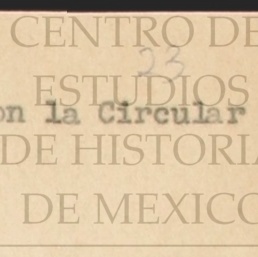 CENTRO DE
23
ESTUDIOS
on la Circular
DE HISTORIA
DE MEXICO